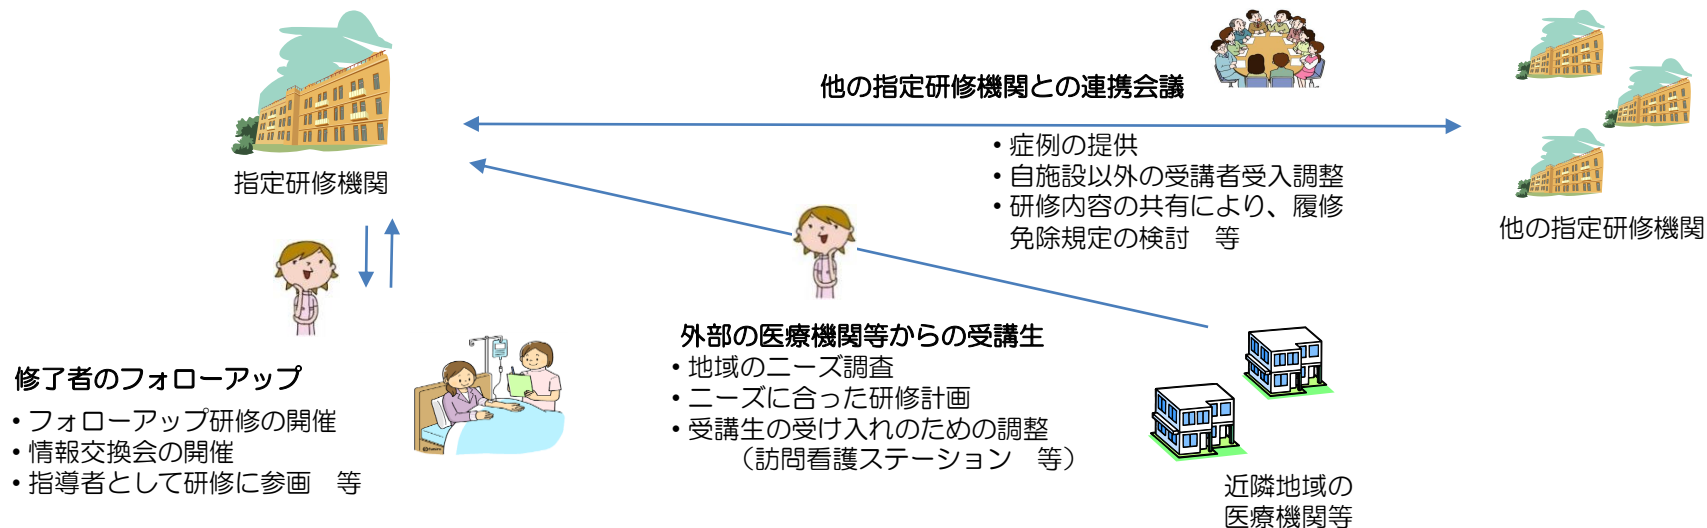 他の指定研修機関との連携会議
・症例の提供
・自施設以外の受講者受入調整
・研修内容の共有により、履修
免除規定の検討　等
指定研修機関
他の指定研修機関
修了者のフォローアップ
・フォローアップ研修の開催
・情報交換会の開催
・指導者として研修に参画　等
外部の医療機関等からの受講生
・地域のニーズ調査
・ニーズに合った研修計画
・受講生の受け入れのための調整
（訪問看護ステーション　等）
近隣地域の
医療機関等